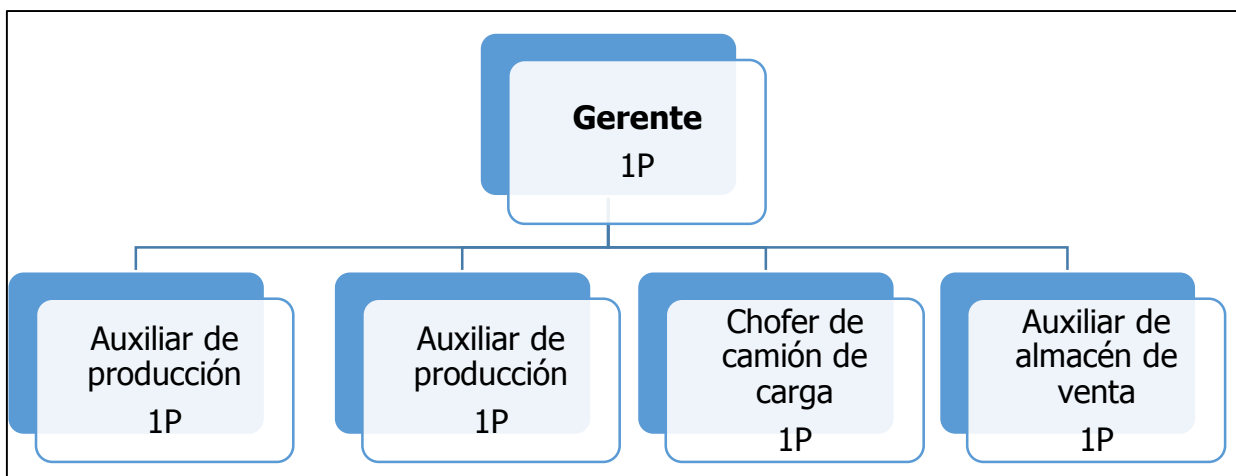 Gerente
1P
Auxiliar de
producción
1P
Auxiliar de
producción
1P
Chofer de
camión de
carga
1P
Auxiliar de
almacén de
venta
1P